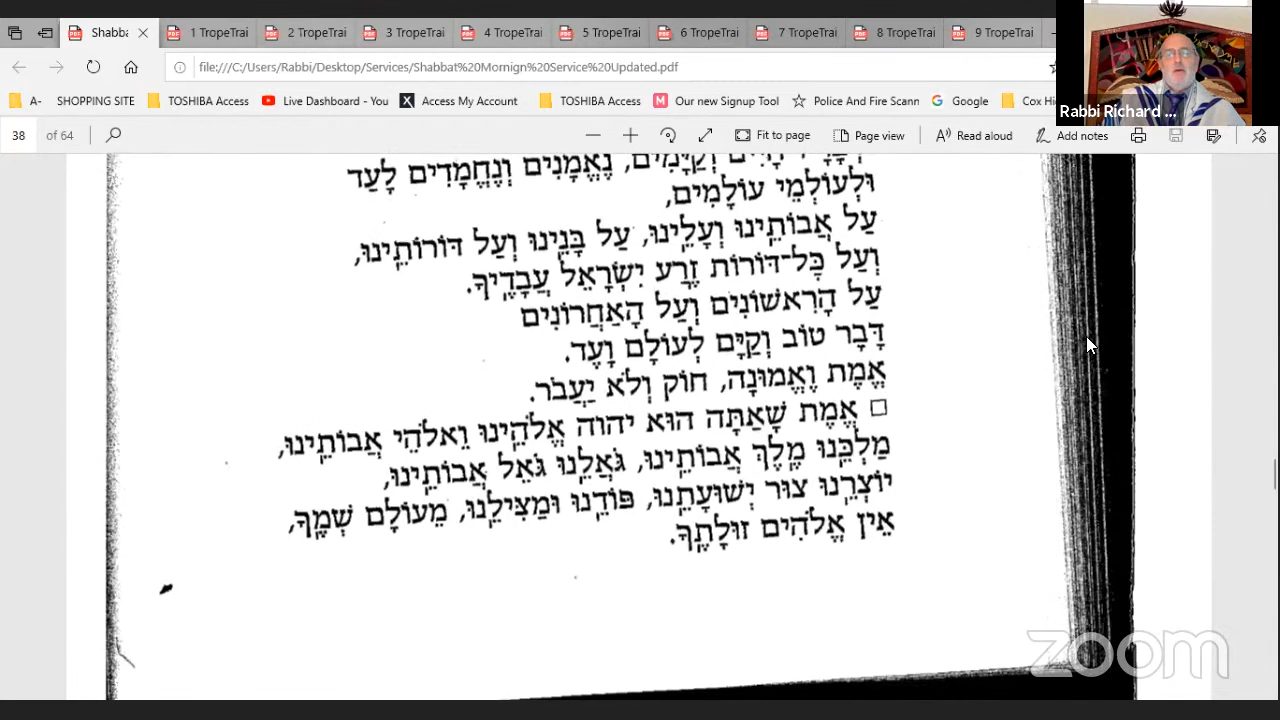 Shabba
1 TropeTrai
2 TropeTrai
3 TropeTrai
4 TropeTrai
5 TropeTrai
6 TropeTrai
7 TropeTrai
8 TropeTrai
9 TropeTrai
file:///C:/Users/Rabbi/Desktop/Services/Shabbat%20Mornign%20Service%20Updated.pdf
A-
SHOPPING SITE
TOSHIBA Access
Live Dashboard - You
Access My Account
TOSHIBA Access
Our new Signup Tool
Police And Fire Scann
Google
Cox Hi
Rabbi Richard ...
38 of 64
Fit to page
Page view
Read aloud
Add notes
וְקַיָּמִים, נֶאֱמָנִים וְנֶחֱמָדִים לָעַד
וּלְעוֹלְמֵי עוֹלָמִים,
עַל אֲבוֹתֵינוּ וְעָלֵינוּ, עַל בָּנֵינוּ וְעַל דּוֹרוֹתֵינוּ,
וְעַל כׇּל־דּוֹרוֹת זֶרַע יִשְׂרָאֵל עֲבָדֶיךָ.
עַל הָרִאשׁוֹנִים וְעַל הָאַחֲרוֹנִים
דָּבָר טוֹב וְקַיָּם לְעוֹלָם וָעֶד.
אֱמֶת וֶאֱמוּנָה, חוֹק וְלֹא יַעֲבֹר.
□ אֱמֶת שָׁאַתָּה הוּא יהוה אֱלֹהֵינוּ וֵאלֹהֵי אֲבוֹתֵינוּ,
מַלְכֵּנוּ מֶלֶךְ אֲבוֹתֵינוּ, גֹּאֲלֵנוּ גֹּאֵל אֲבוֹתֵינוּ,
יוֹצְרֵנוּ צוּר יְשׁוּעָתֵנוּ, פּוֹדֵנוּ וּמַצִּילֵנוּ, מֵעוֹלָם שְׁמֶךָ,
אֵין אֱלֹהִים זוּלָתֶךָ.
zoom